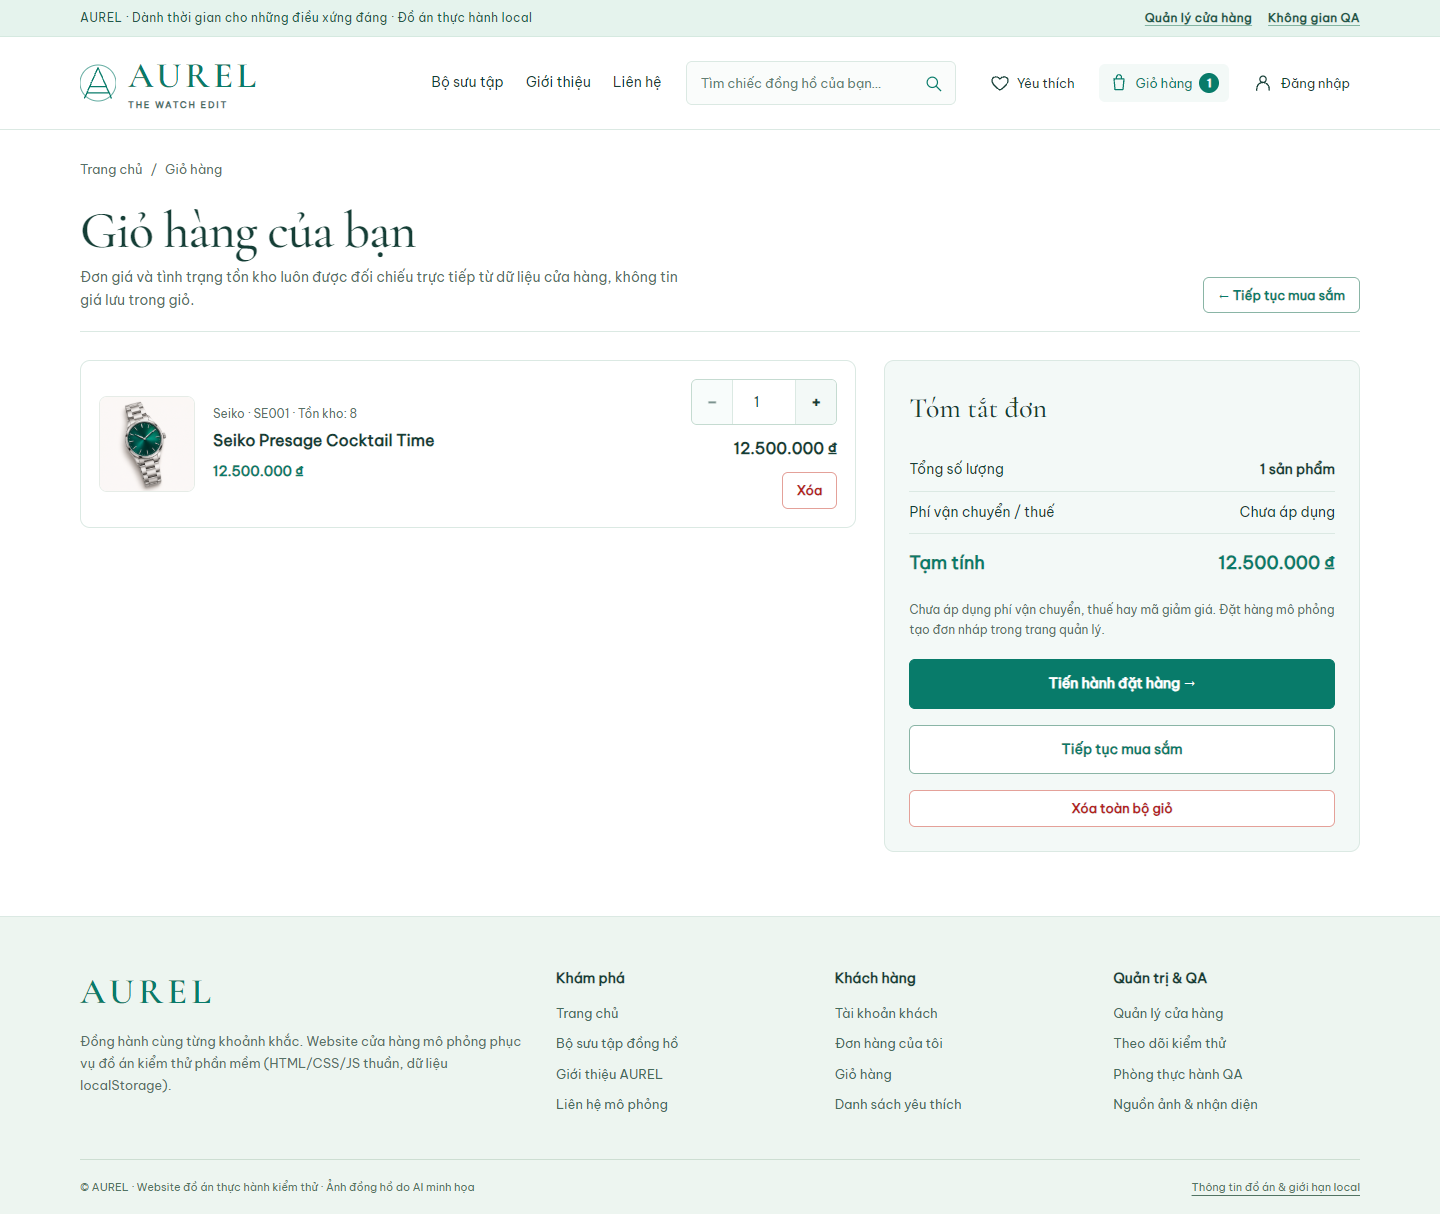 AUREL · Dành thời gian cho những điều xứng đáng · Đồ án thực hành local
Quản lý cửa hàng
Không gian QA
AUREL
THE WATCH EDIT
Bộ sưu tập
Giới thiệu
Liên hệ
Tìm chiếc đồng hồ của bạn...
Yêu thích
Giỏ hàng 1
Đăng nhập
Trang chủ / Giỏ hàng
Giỏ hàng của bạn
Đơn giá và tình trạng tồn kho luôn được đối chiếu trực tiếp từ dữ liệu cửa hàng, không tin
giá lưu trong giỏ.
← Tiếp tục mua sắm
Seiko · SE001 · Tồn kho: 8
Seiko Presage Cocktail Time
12.500.000 ₫
− 1 +
12.500.000 ₫
Xóa
Tóm tắt đơn
Tổng số lượng 1 sản phẩm
Phí vận chuyển / thuế Chưa áp dụng
Tạm tính 12.500.000 ₫
Chưa áp dụng phí vận chuyển, thuế hay mã giảm giá. Đặt hàng mô phỏng
tạo đơn nháp trong trang quản lý.
Tiến hành đặt hàng →
Tiếp tục mua sắm
Xóa toàn bộ giỏ
AUREL
Đồng hành cùng từng khoảnh khắc. Website cửa hàng mô phỏng phục
vụ đồ án kiểm thử phần mềm (HTML/CSS/JS thuần, dữ liệu
localStorage).
Khám phá
Trang chủ
Bộ sưu tập đồng hồ
Giới thiệu AUREL
Liên hệ mô phỏng
Khách hàng
Tài khoản khách
Đơn hàng của tôi
Giỏ hàng
Danh sách yêu thích
Quản trị & QA
Quản lý cửa hàng
Theo dõi kiểm thử
Phòng thực hành QA
Nguồn ảnh & nhận diện
© AUREL · Website đồ án thực hành kiểm thử · Ảnh đồng hồ do AI minh họa
Thông tin đồ án & giới hạn local